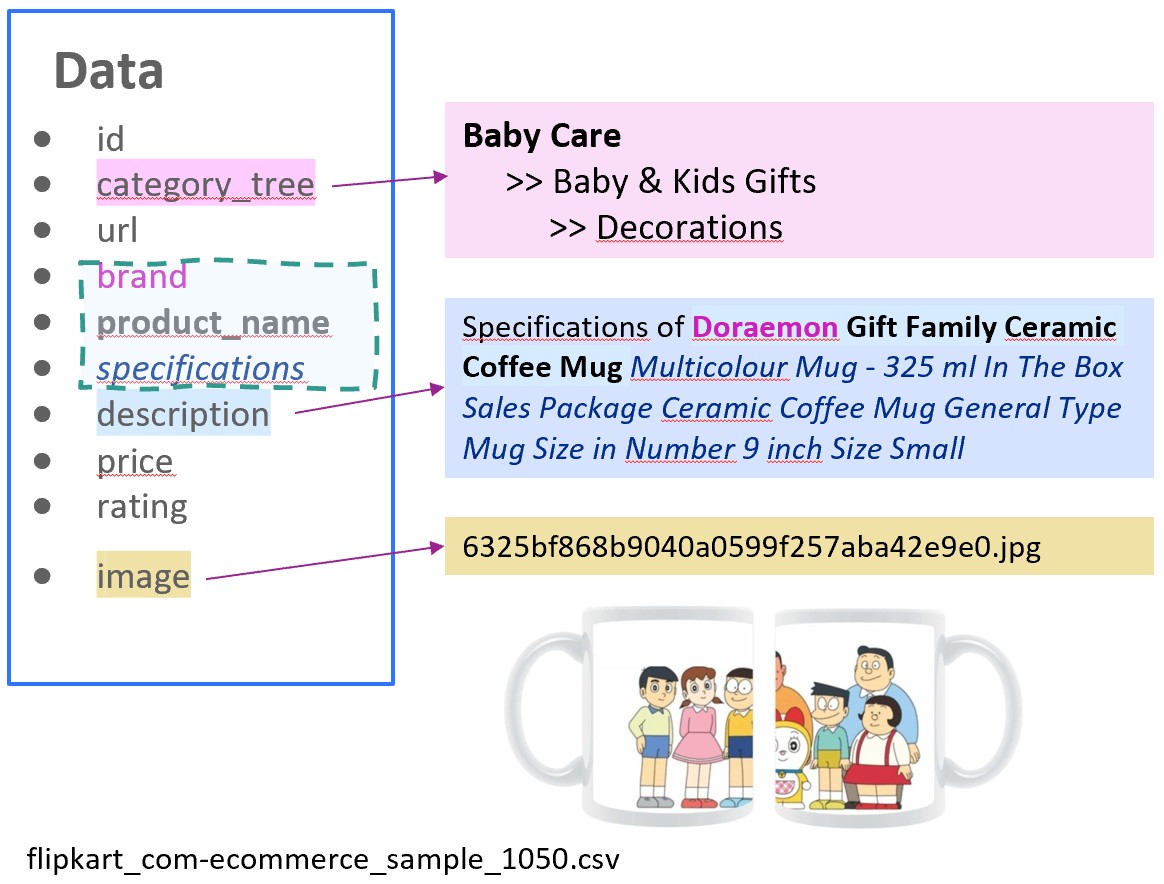 Data
id
category_tree
url
brand
product_name
specifications
description
price
rating
image
Baby Care
>> Baby & Kids Gifts
>> Decorations
Specifications of Doraemon Gift Family Ceramic
Coffee Mug Multicolour Mug - 325 ml In The Box
Sales Package Ceramic Coffee Mug General Type
Mug Size in Number 9 inch Size Small
6325bf868b9040a0599f257aba42e9e0.jpg
flipkart_com-ecommerce_sample_1050.csv